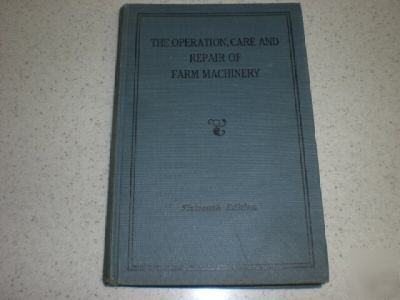 THE OPERATION, CARE AND
REPAIR OF
FARM MACHINERY
Sixteenth Edition